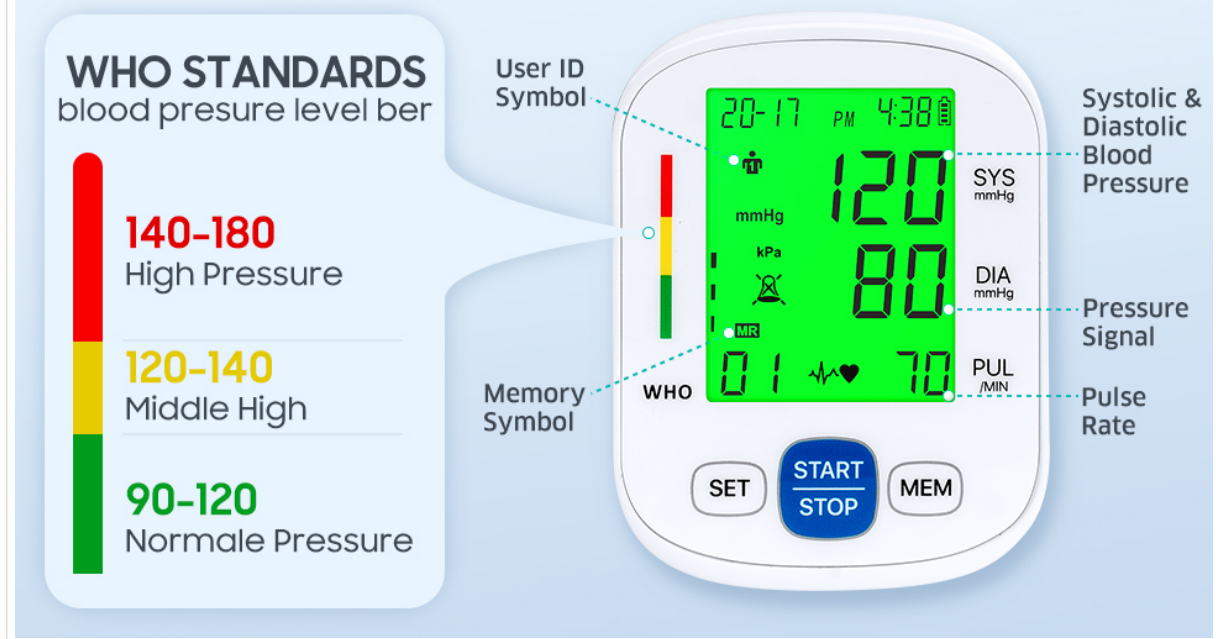 WHO STANDARDS
blood presure level ber
140-180
High Pressure
120-140
Middle High
90-120
Normale Pressure
User ID
Symbol
Memory
Symbol
WHO
20-17 PM 4:38
1
120
mmHg
kPa
80
MR
01 70
SYS
mmHg
DIA
mmHg
PUL
/MIN
SET
START
STOP
MEM
Systolic &
Diastolic
Blood
Pressure
Pressure
Signal
Pulse
Rate